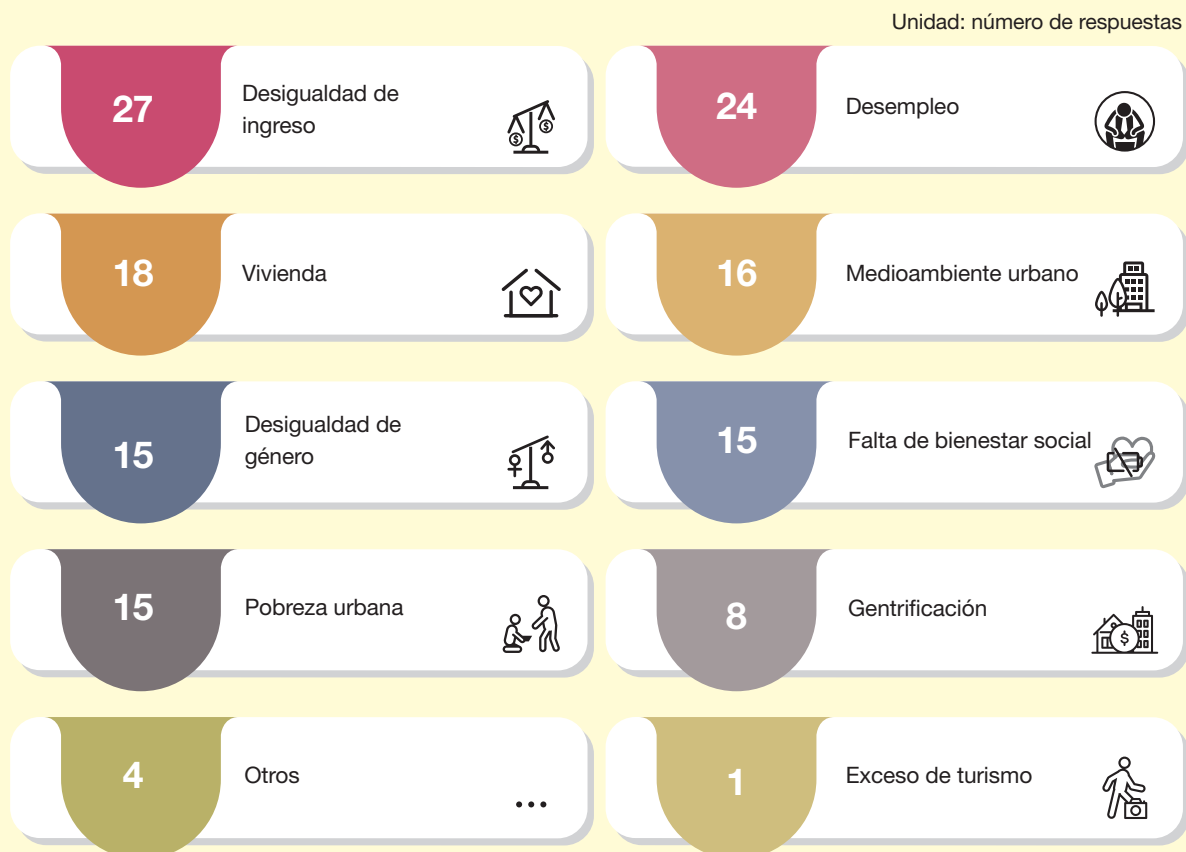 Unidad: número de respuestas
27
Desigualdad de
ingreso
24
Desempleo
18
Vivienda
16
Medioambiente urbano
15
Desigualdad de
género
15
Falta de bienestar social
15
Pobreza urbana
8
Gentrificación
4
Otros
...
1
Exceso de turismo